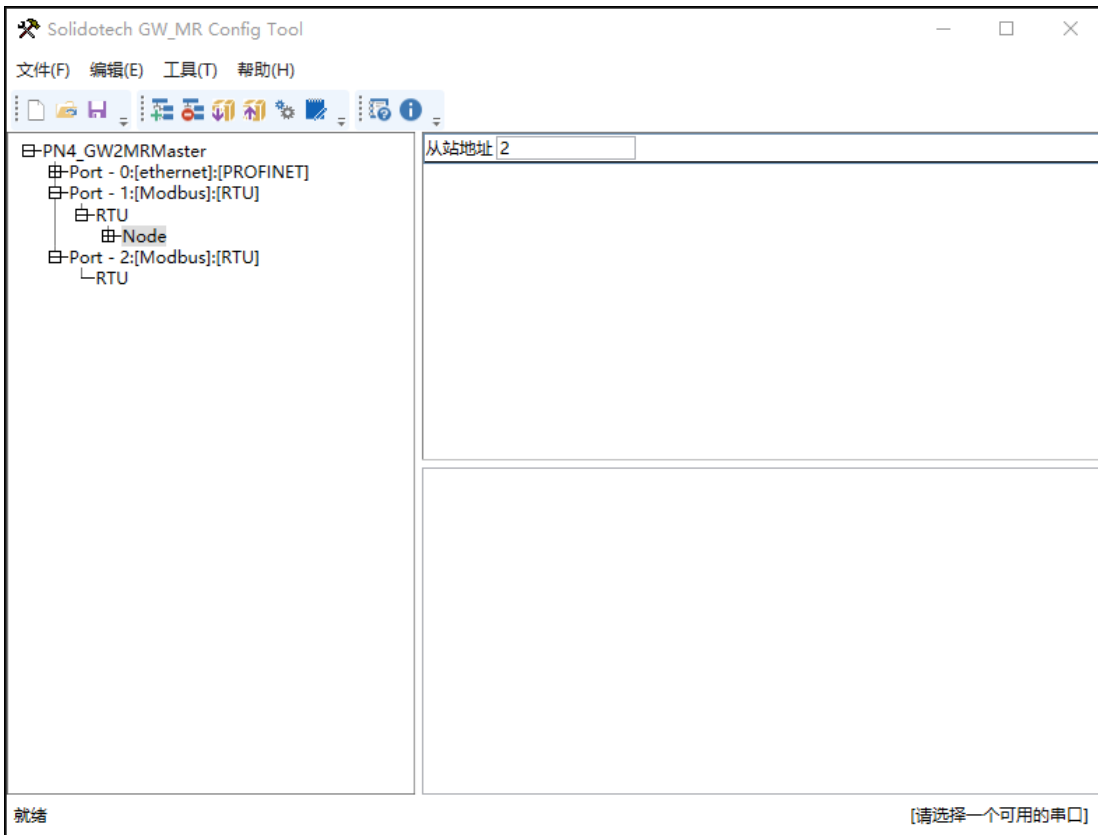 Solidotech GW_MR Config Tool
文件(F) 编辑(E) 工具(T) 帮助(H)
PN4_GW2MRMaster
Port - 0:[ethernet]:[PROFINET]
Port - 1:[Modbus]:[RTU]
RTU
Node
Port - 2:[Modbus]:[RTU]
RTU
从站地址 2
就绪
[请选择一个可用的串口]